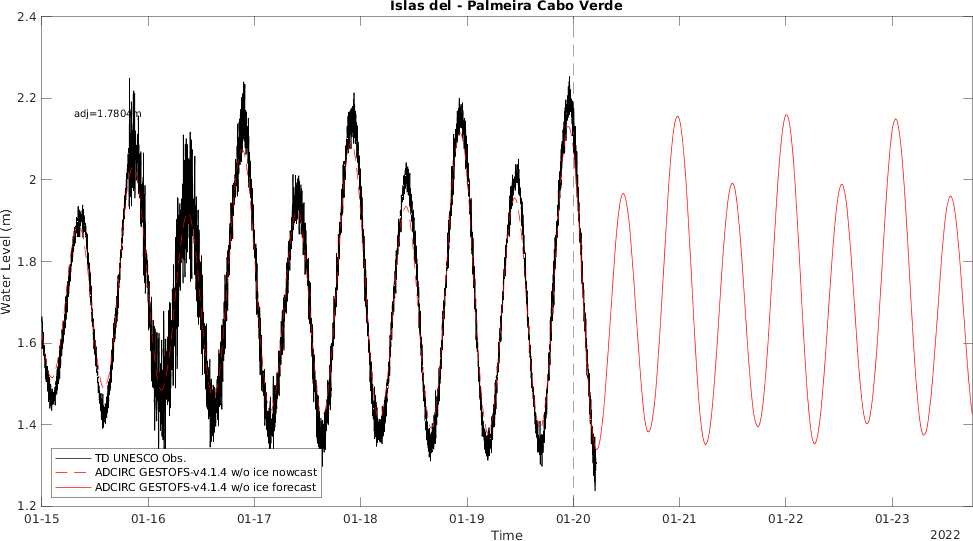 Islas del - Palmeira Cabo Verde
2.4
2.2
adj=1.7804m
2
1.8
Water Level (m)
1.6
1.4
TD UNESCO Obs.
ADCIRC GESTOFS-v4.1.4 w/o ice nowcast
ADCIRC GESTOFS-v4.1.4 w/o ice forecast
1.2
01-15 01-16 01-17 01-18 01-19 01-20 01-21 01-22 01-23
Time
2022